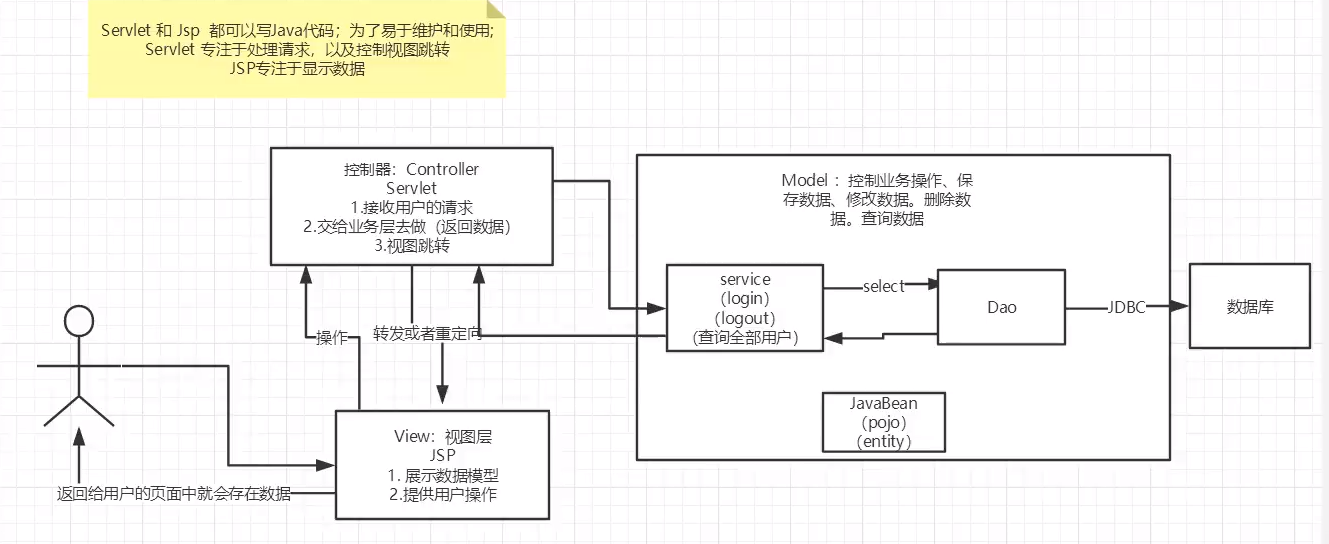 Servlet 和 Jsp 都可以写Java代码；为了易于维护和使用;
Servlet 专注于处理请求，以及控制视图跳转
JSP专注于显示数据
控制器：Controller
Servlet
1.接收用户的请求
2.交给业务层去做（返回数据）
3.视图跳转
Model ：控制业务操作、保
存数据、修改数据。删除数
据。查询数据
service
（login）
（logout）
（查询全部用户）
select
Dao
JDBC
数据库
JavaBean
（pojo）
（entity）
操作
转发或者重定向
View：视图层
JSP
1. 展示数据模型
2.提供用户操作
返回给用户的页面中就会存在数据